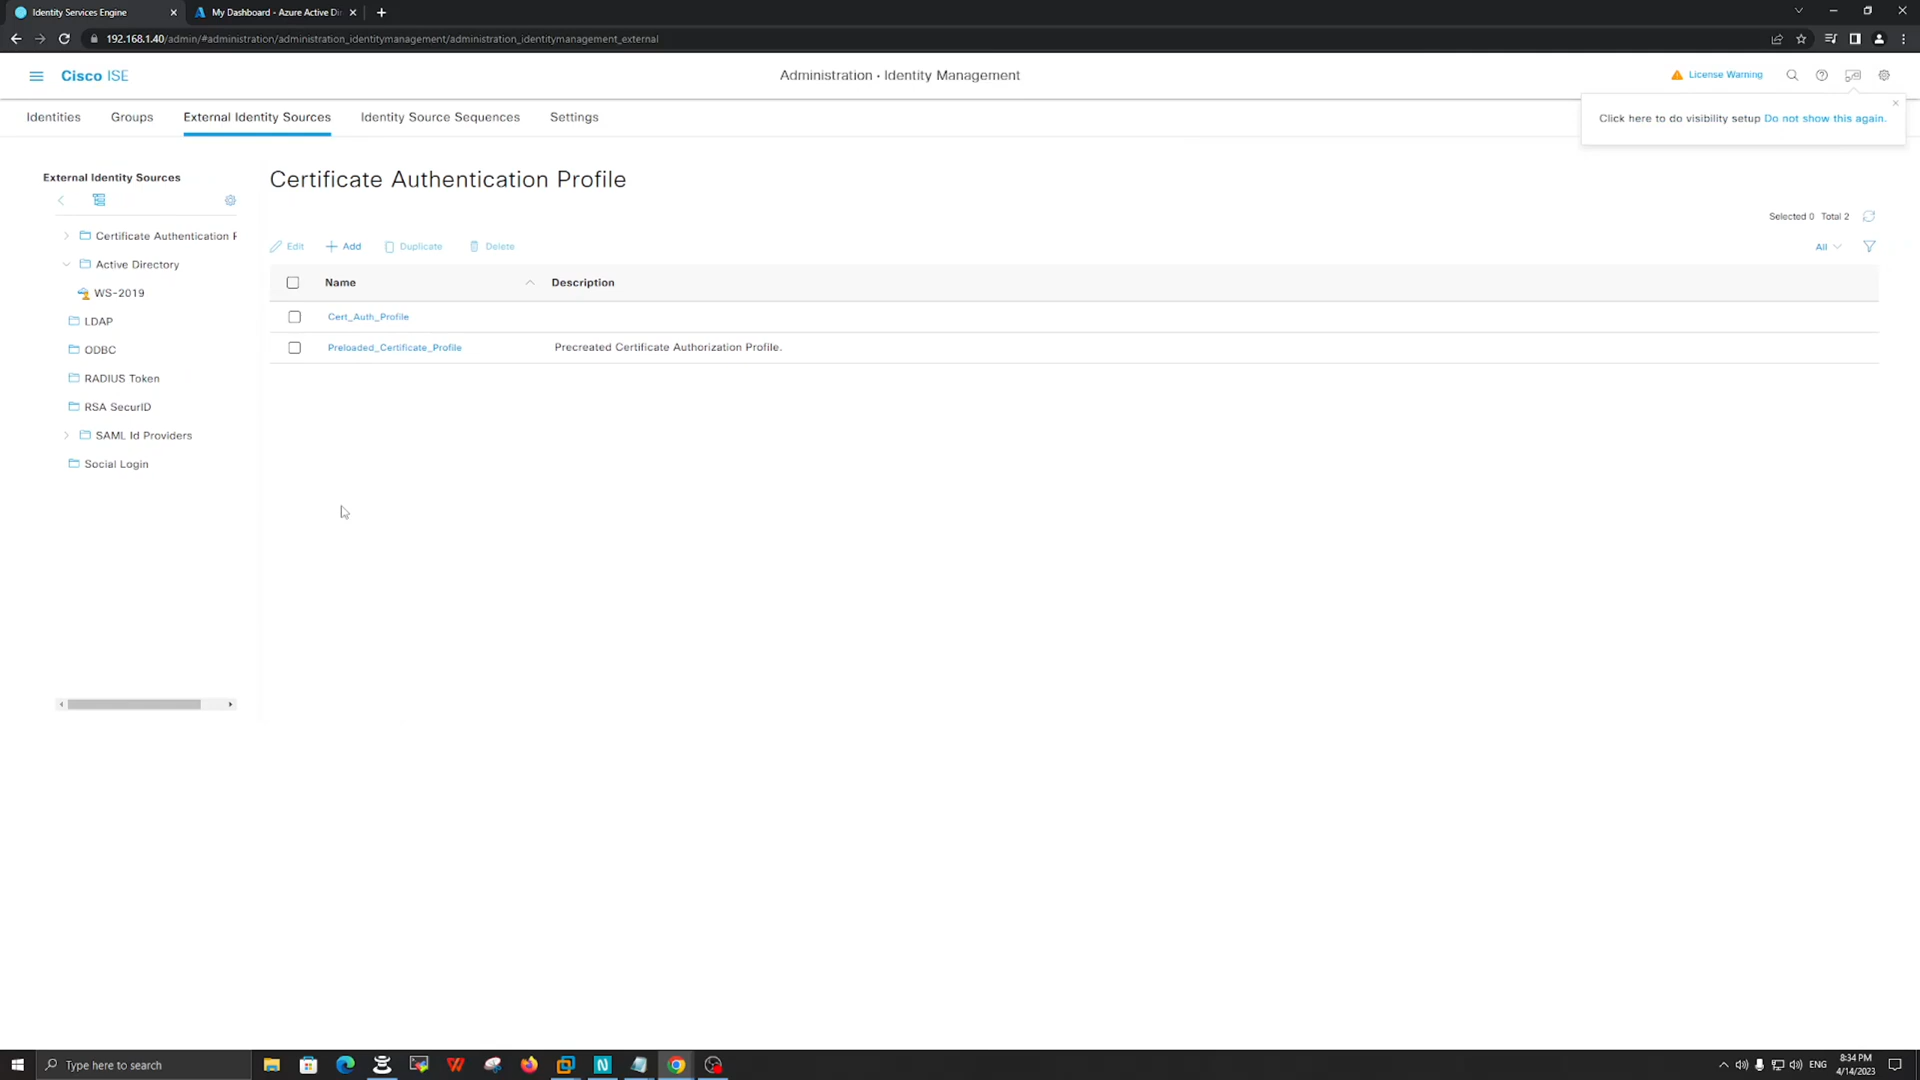 Identity Services Engine
My Dashboard - Azure Active Di
192.168.1.40/admin/#administration/administration_identitymanagement/administration_identitymanagement_external
Cisco ISE
Administration · Identity Management
License Warning
Identities
Groups
External Identity Sources
Identity Source Sequences
Settings
Click here to do visibility setup Do not show this again.
External Identity Sources
Certificate Authentication Profile
Selected 0 Total 2
Certificate Authentication F
Edit
Add
Duplicate
Delete
All
Active Directory
Name
Description
WS-2019
Cert_Auth_Profile
LDAP
Preloaded_Certificate_Profile
Precreated Certificate Authorization Profile.
ODBC
RADIUS Token
RSA SecurID
SAML Id Providers
Social Login
Type here to search
ENG
8:34 PM
4/14/2023